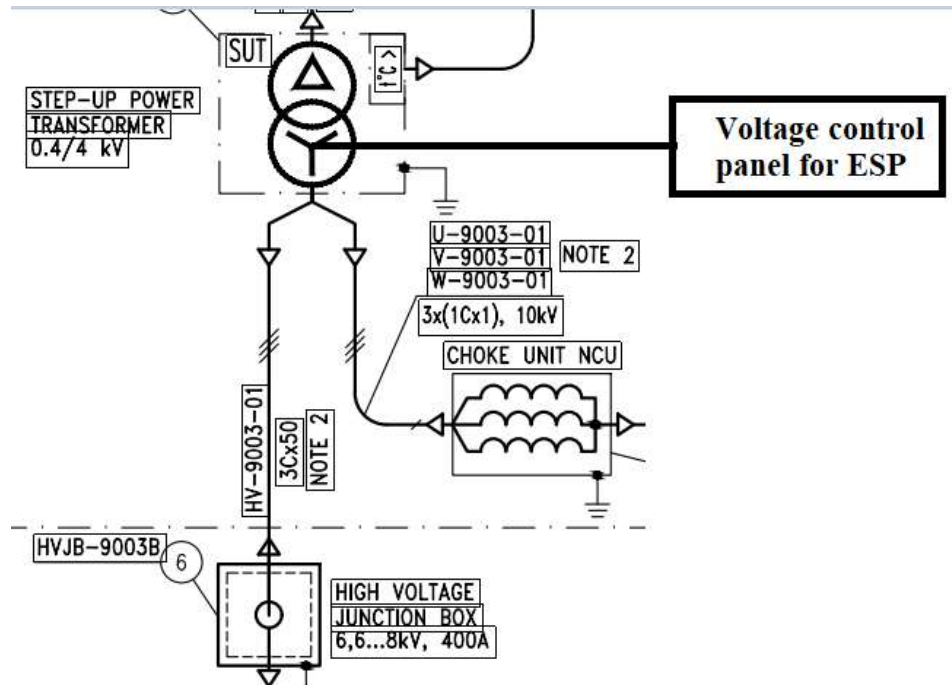 SUT
t°C >
STEP-UP POWER
TRANSFORMER
0.4/4 kV
Voltage control
panel for ESP
U-9003-01
V-9003-01
W-9003-01
NOTE 2
3x(1Cx1), 10kV
CHOKE UNIT NCU
HV-9003-01
3Cx50
NOTE 2
HVJB-9003B
6
HIGH VOLTAGE
JUNCTION BOX
6,6...8kV, 400A